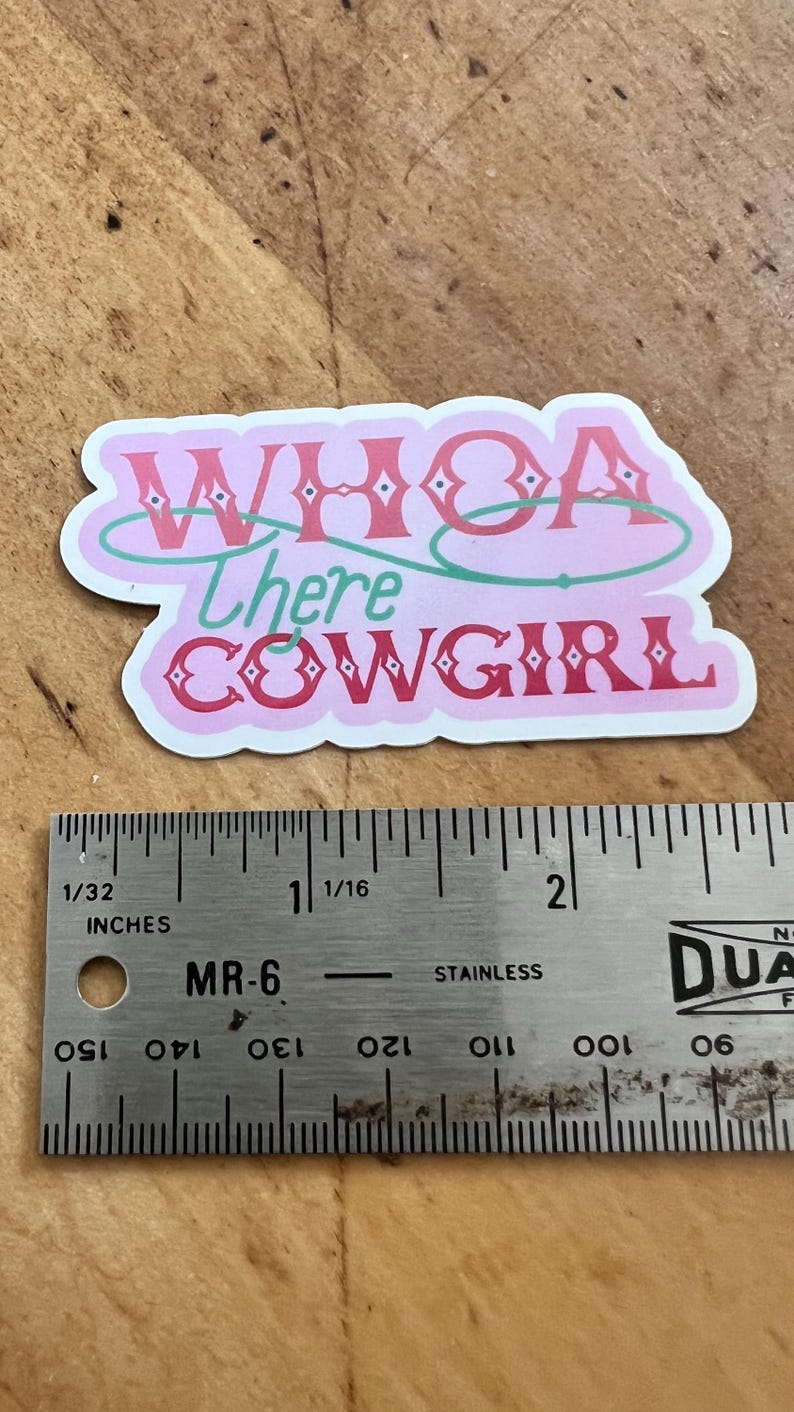 WHOA
there
COWGIRL
1/32 1 1/16 2
INCHES
MR-6 — STAINLESS
150 140 130 120 110 100 90